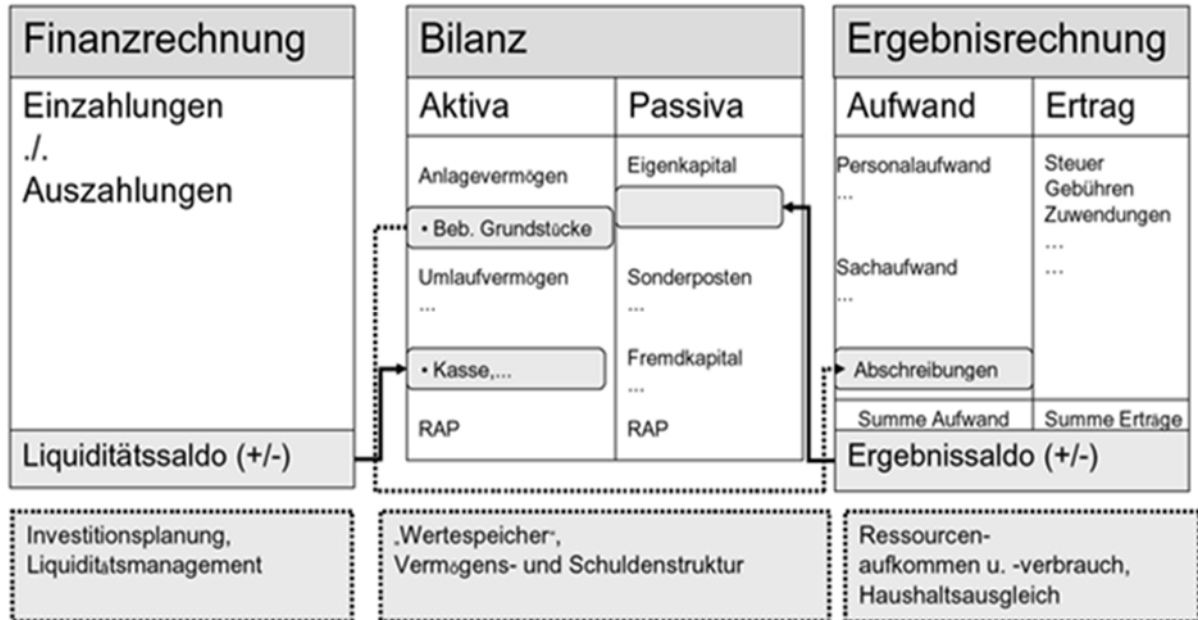 Finanzrechnung
Einzahlungen
./.
Auszahlungen
Liquiditätssaldo (+/-)
Investitionsplanung,
Liquiditätsmanagement
Bilanz
Aktiva
Anlagevermögen
• Beb. Grundstücke
Umlaufvermögen
...
• Kasse,...
RAP
Passiva
Eigenkapital
Sonderposten
...
Fremdkapital
...
RAP
„Wertespeicher“,
Vermögens- und Schuldenstruktur
Ergebnisrechnung
Aufwand
Personalaufwand
...
Sachaufwand
...
Abschreibungen
Summe Aufwand
Ertrag
Steuer
Gebühren
Zuwendungen
...
...
Summe Erträge
Ergebnissaldo (+/-)
Ressourcen-
aufkommen u. -verbrauch,
Haushaltsausgleich